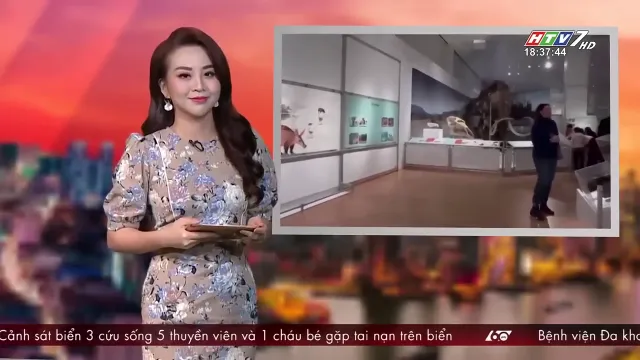 HTV7 HD
18:37:44
Cảnh sát biển 3 cứu sống 5 thuyền viên và 1 cháu bé gặp tai nạn trên biển 60 Bệnh viện Đa kho